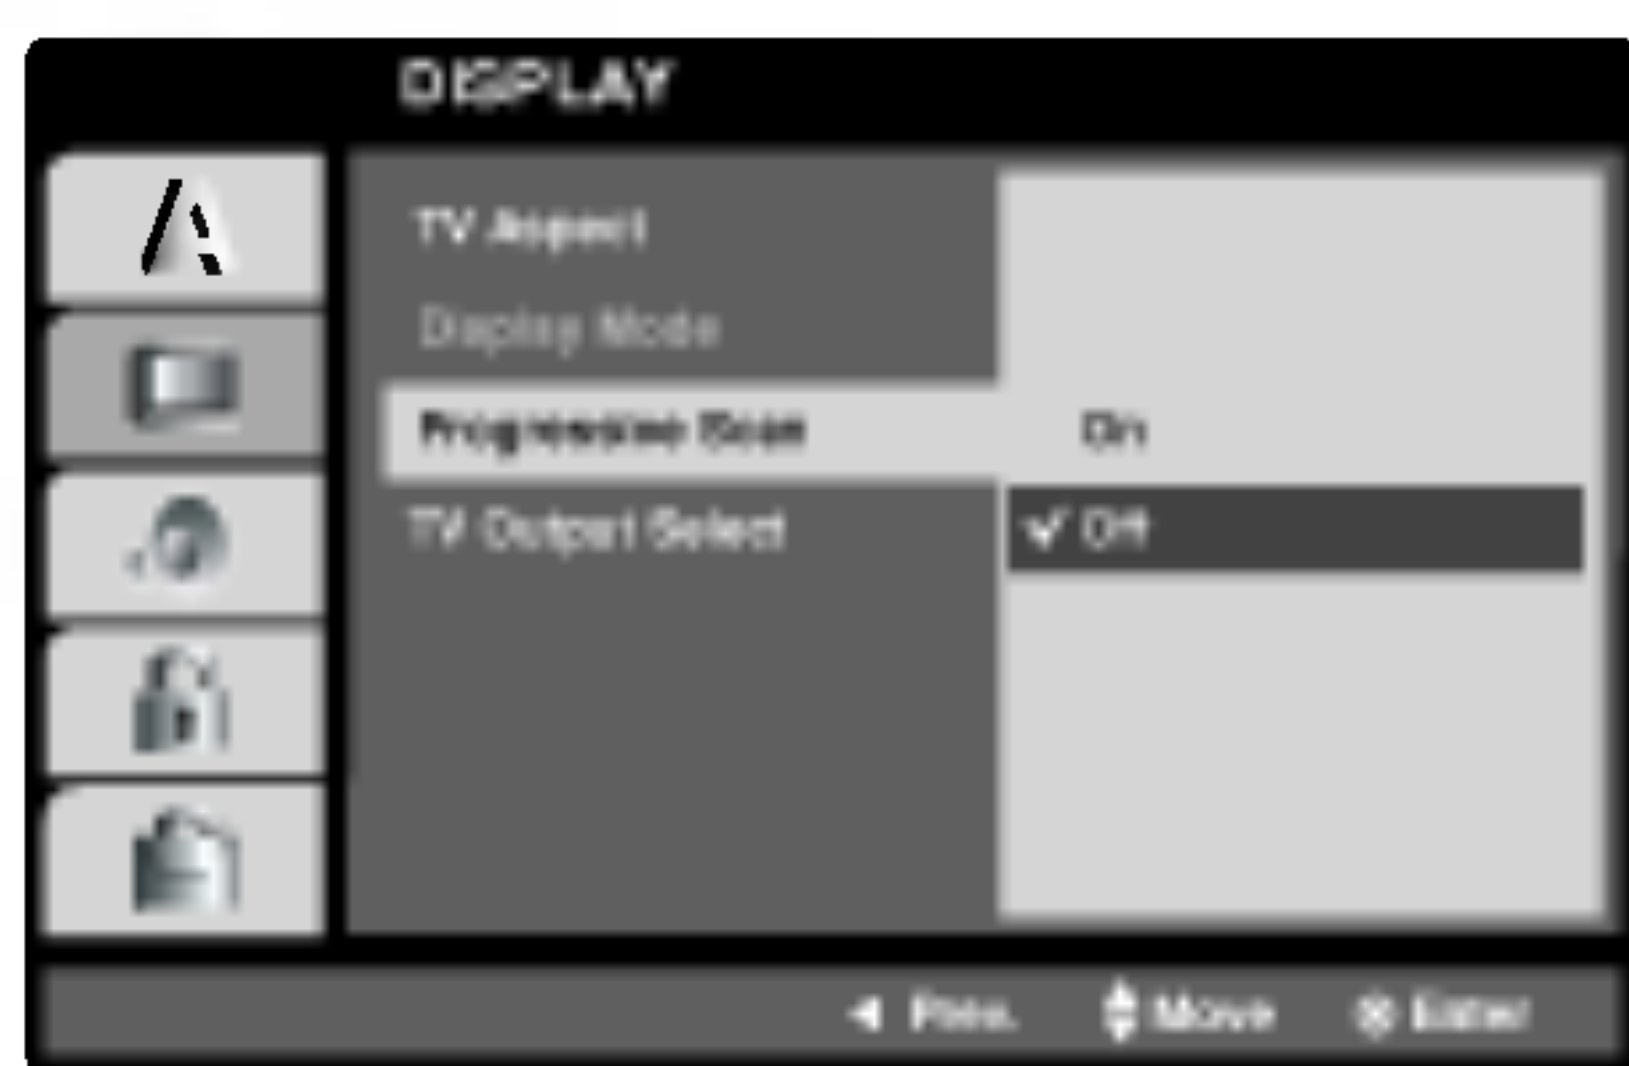 DISPLAY
TV Aspect
Display Mode
Progressive Scan
On
TV Output Select
✓ Off
Prev.
Move
Enter